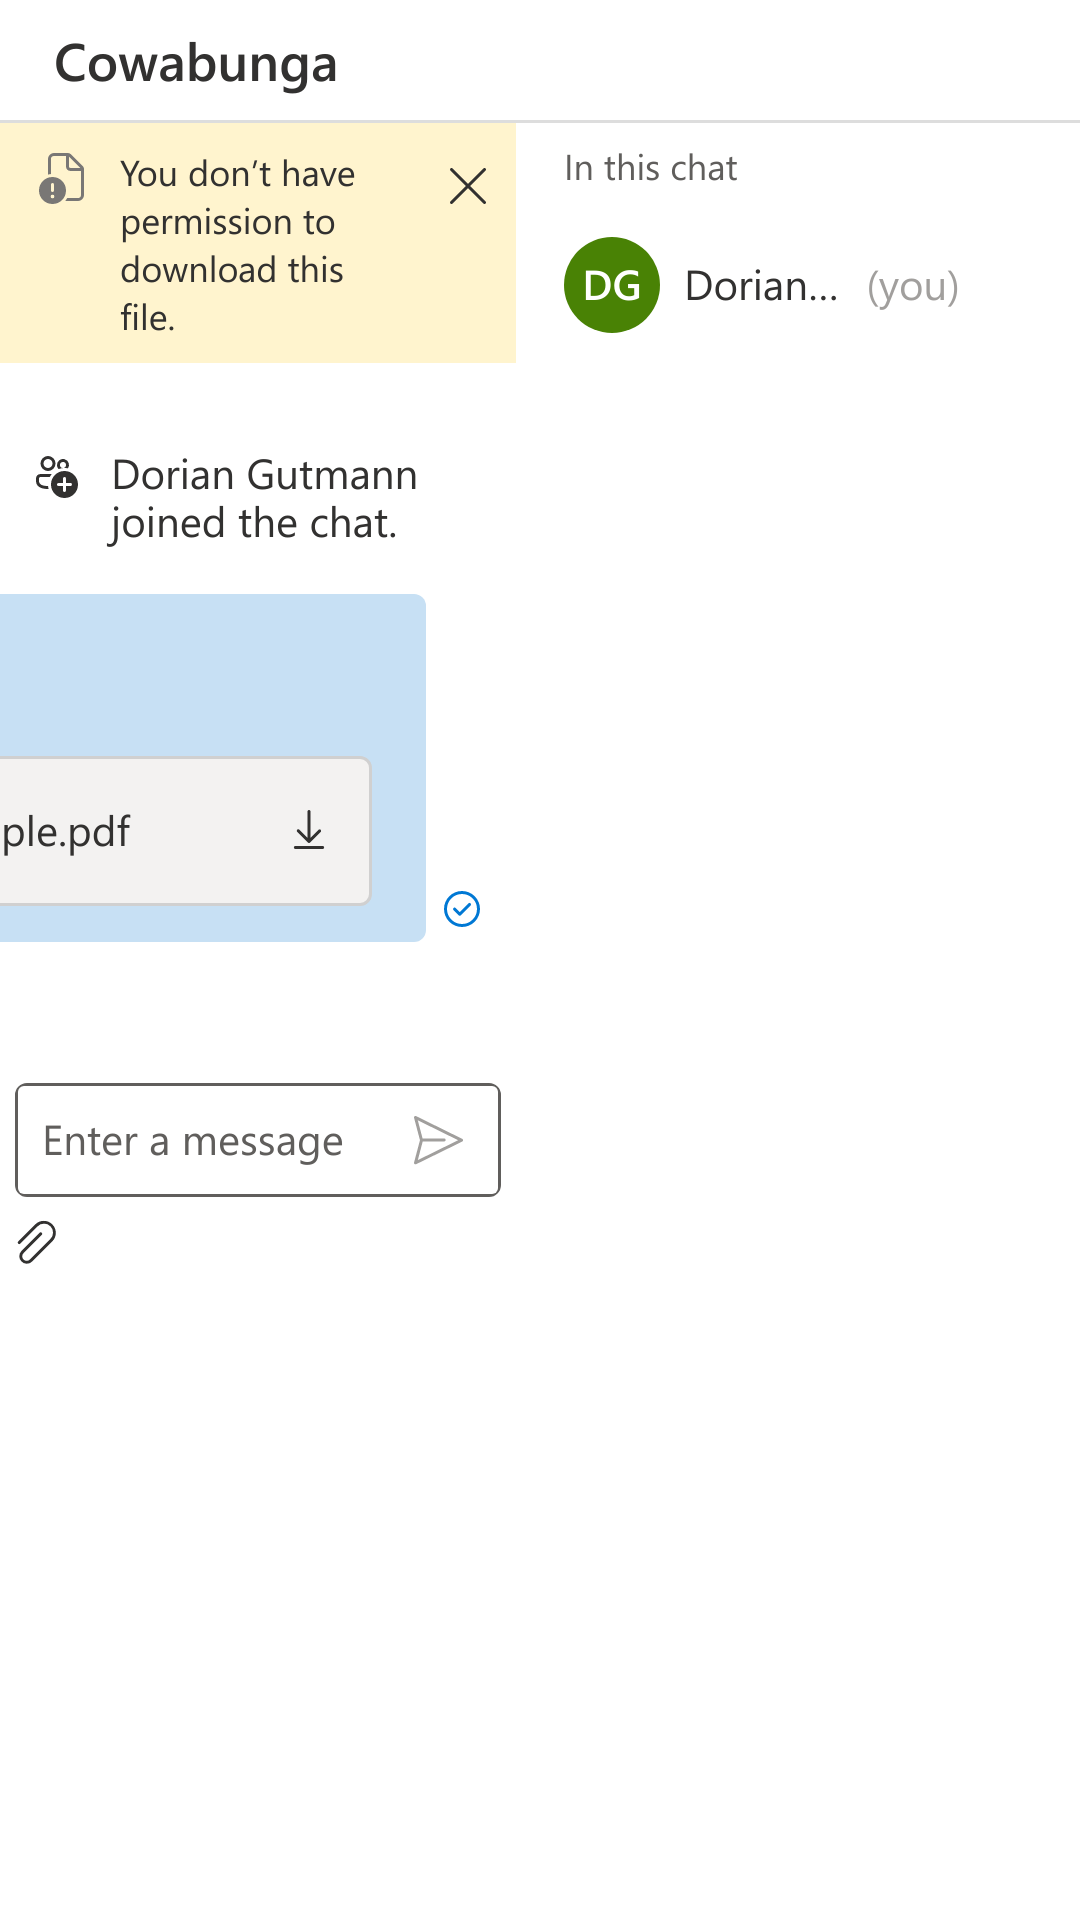 Cowabunga
You don’t have
permission to
download this
file.
In this chat
DG
Dorian...
(you)
Dorian Gutmann
joined the chat.
ple.pdf
Enter a message